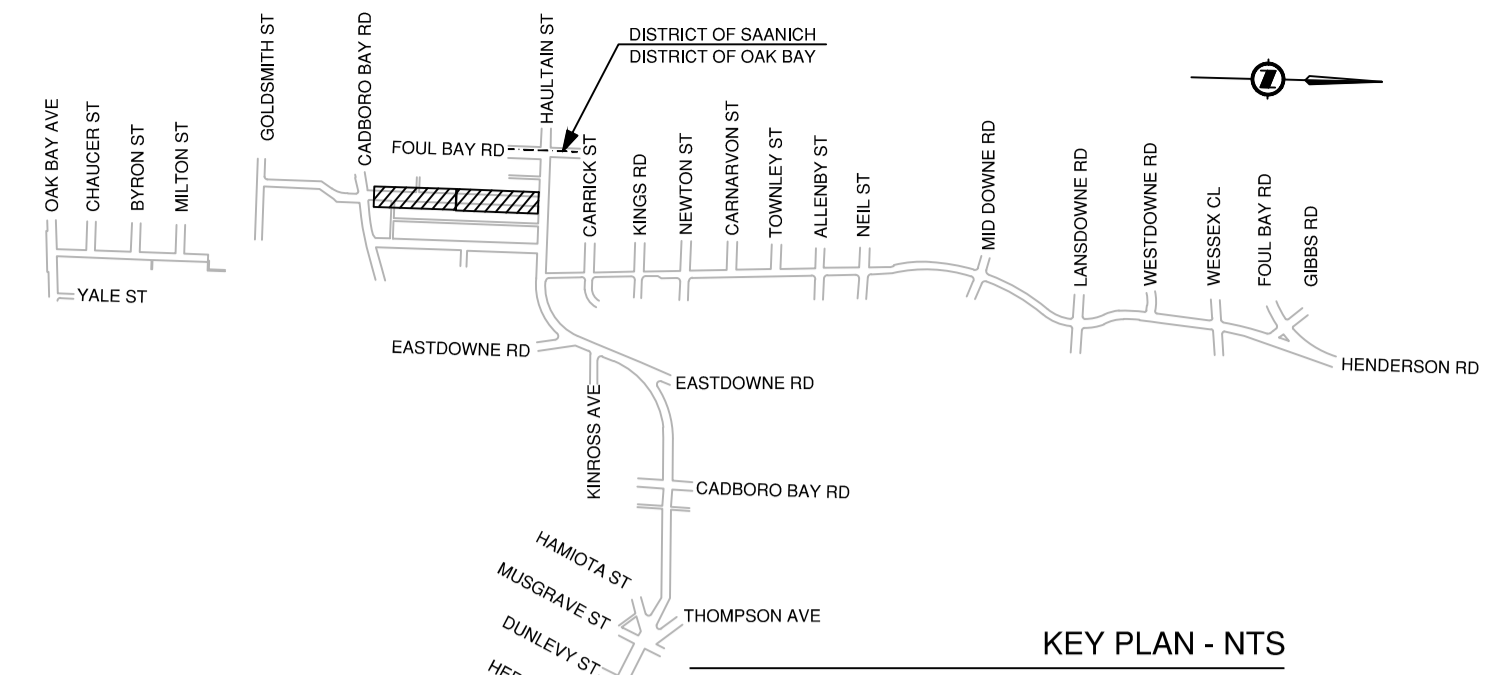 DISTRICT OF SAANICH
DISTRICT OF OAK BAY
OAK BAY AVE
CHAUCER ST
BYRON ST
MILTON ST
GOLDSMITH ST
CADBORO BAY RD
HAULTAIN ST
FOUL BAY RD
CARRICK ST
KINGS RD
NEWTON ST
CARNARVON ST
TOWNLEY ST
ALLENBY ST
NEIL ST
MID DOWNE RD
LANSDOWNE RD
WESTDOWNE RD
WESSEX CL
FOUL BAY RD
GIBBS RD
YALE ST
EASTDOWNE RD
HENDERSON RD
EASTDOWNE RD
KINROSS AVE
CADBORO BAY RD
HAMIOTA ST
MUSGRAVE ST
THOMPSON AVE
DUNLEVY ST
KEY PLAN - NTS